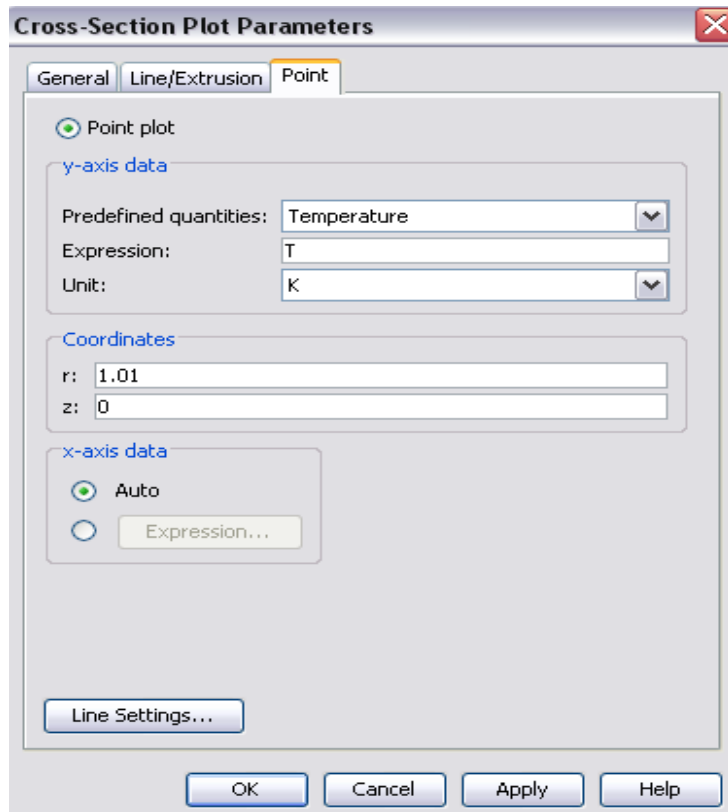 Cross-Section Plot Parameters
General Line/Extrusion Point
Point plot
y-axis data
Predefined quantities: Temperature
Expression: T
Unit: K
Coordinates
r: 1.01
z: 0
x-axis data
Auto
Expression...
Line Settings...
OK Cancel Apply Help